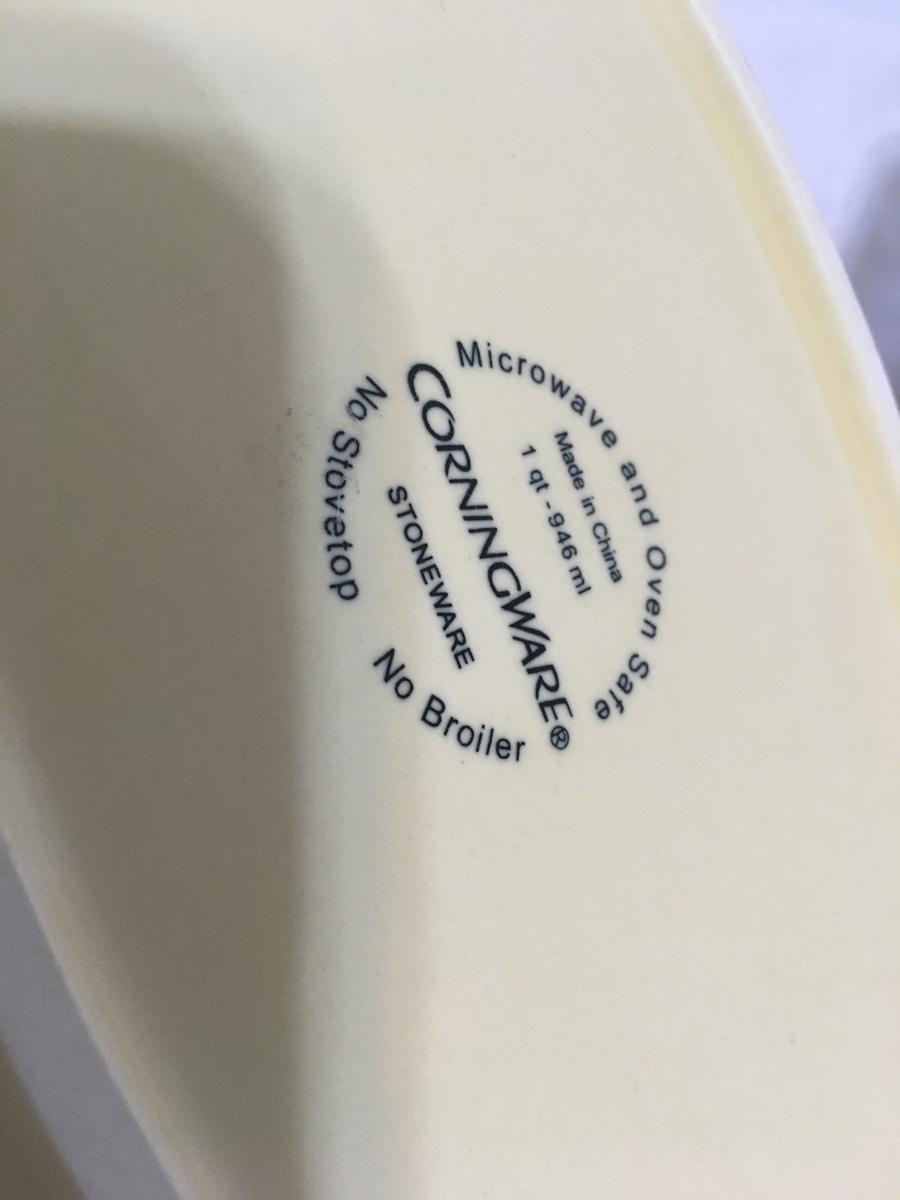 Microwave and Oven Safe
Made in China
1 qt - 946 ml
CORNINGWARE®
STONEWARE
No Stovetop
No Broiler